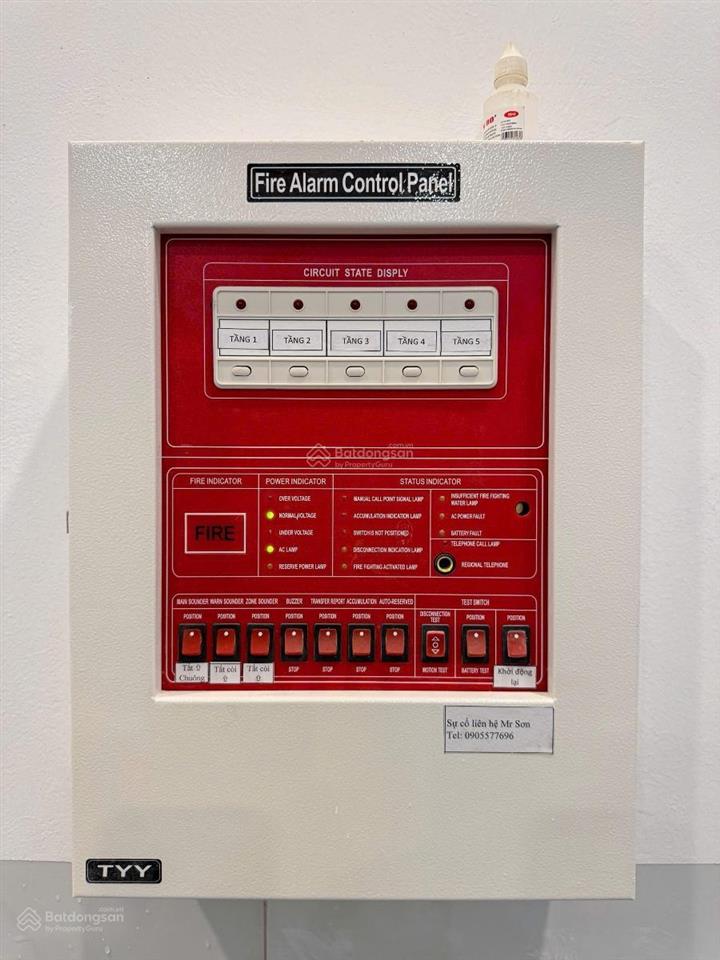 Fire Alarm Control Panel
CIRCUIT STATE DISPLY
TẦNG 1 TẦNG 2 TẦNG 3 TẦNG 4 TẦNG 5
Batdongsan.com.vn
by PropertyGuru
FIRE INDICATOR POWER INDICATOR STATUS INDICATOR
FIRE
OVER VOLTAGE
NORMAL VOLTAGE
UNDER VOLTAGE
AC LAMP
RESERVE POWER LAMP
MANUAL CALL POINT SIGNAL LAMP
ACCUMULATION INDICATION LAMP
SWITCH IS NOT POSITIONED
DISCONNECTION INDICATION LAMP
FIRE FIGHTING ACTIVATED LAMP
INSUFFICIENT FIRE FIGHTING
WATER LAMP
AC POWER FAULT
BATTERY FAULT
TELEPHONE CALL LAMP
REGIONAL TELEPHONE
MAIN SOUNDER WARN SOUNDER ZONE SOUNDER BUZZER TRANSFER REPORT ACCUMULATION AUTO-RESERVED
DISCONNECTION
TEST
TEST SWITCH
POSITION POSITION POSITION POSITION POSITION POSITION POSITION POSITION POSITION
STOP STOP STOP STOP MOTION TEST BATTERY TEST
Tắt ⇧
Chuông
Tắt còi
⇧
Tắt còi
⇧
Khởi động
lại
Sự cố liên hệ Mr Sơn
Tel: 0905577696
TYY
Batdongsan.com.vn
by PropertyGuru